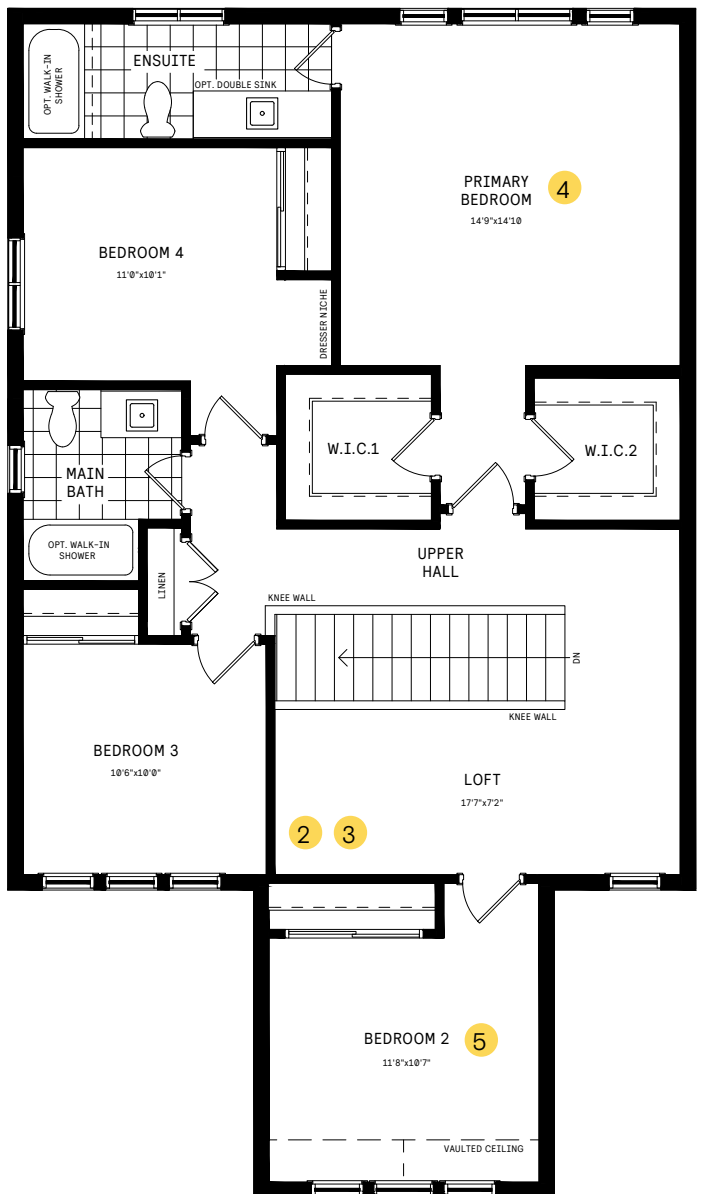 OPT. WALK-IN
SHOWER
ENSUITE
OPT. DOUBLE SINK
PRIMARY
BEDROOM
4
14'9"x14'10
BEDROOM 4
11'0"x10'1"
DRESSER NICHE
W.I.C.1
W.I.C.2
MAIN
BATH
OPT. WALK-IN
SHOWER
LINEN
UPPER
HALL
KNEE WALL
DN
KNEE WALL
BEDROOM 3
10'6"x10'0"
LOFT
17'7"x7'2"
2
3
BEDROOM 2
5
11'8"x10'7"
VAULTED CEILING